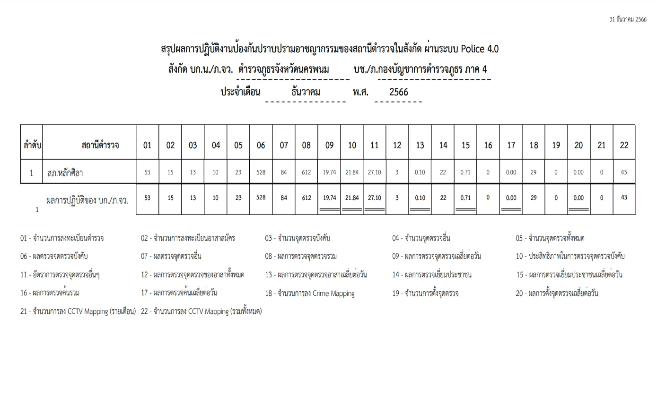 31 ธันวาคม 2566
สรุปผลการปฏิบัติงานป้องกันปราบปรามอาชญากรรมของสถานีตำรวจในสังกัด ผ่านระบบ Police 4.0
สังกัด บก.น./ภ.จว. ตำรวจภูธรจังหวัดนครพนม บช./ภ.กองบัญชาการตำรวจภูธร ภาค 4
ประจำเดือน ธันวาคม พ.ศ. 2566
ลำดับ สถานีตำรวจ 01 02 03 04 05 06 07 08 09 10 11 12 13 14 15 16 17 18 19 20 21 22
1 สภ.หลักศิลา 53 15 13 10 23 528 84 612 19.74 21.84 27.10 3 0.10 22 0.71 0 0.00 29 0 0.00 0 43
1 ผลการปฏิบัติของ บก./ภ.จว. 53 15 13 10 23 528 84 612 19.74 21.84 27.10 3 0.10 22 0.71 0 0.00 29 0 0.00 0 43
01 - จำนวนการลงทะเบียนตำรวจ 02 - จำนวนการลงทะเบียนอาสาสมัคร 03 - จำนวนจุดตรวจบังคับ 04 - จำนวนจุดตรวจอื่น 05 - จำนวนจุดตรวจทั้งหมด
06 - ผลตรวจจุดตรวจบังคับ 07 - ผลตรวจจุดตรวจอื่น 08 - ผลการตรวจจุดตรวจรวม 09 - ผลการตรวจจุดตรวจเฉลี่ยต่อวัน 10 - ประสิทธิภาพในการตรวจจุดตรวจบังคับ
11 - อัตราการตรวจจุดตรวจอื่นๆ 12 - ผลการตรวจจุดตรวจของอาสาทั้งหมด 13 - ผลการตรวจจุดตรวจอาสาเฉลี่ยต่อวัน 14 - ผลการตรวจเยี่ยมประชาชน 15 - ผลการตรวจเยี่ยมประชาชนเฉลี่ยต่อวัน
16 - ผลการตรวจค้นรวม 17 - ผลการตรวจค้นเฉลี่ยต่อวัน 18 - จำนวนการลง Crime Mapping 19 - จำนวนการตั้งจุดตรวจ 20 - ผลการตั้งจุดตรวจเฉลี่ยต่อวัน
21 - จำนวนการลง CCTV Mapping (รายเดือน) 22 - จำนวนการลง CCTV Mapping (รวมทั้งหมด)